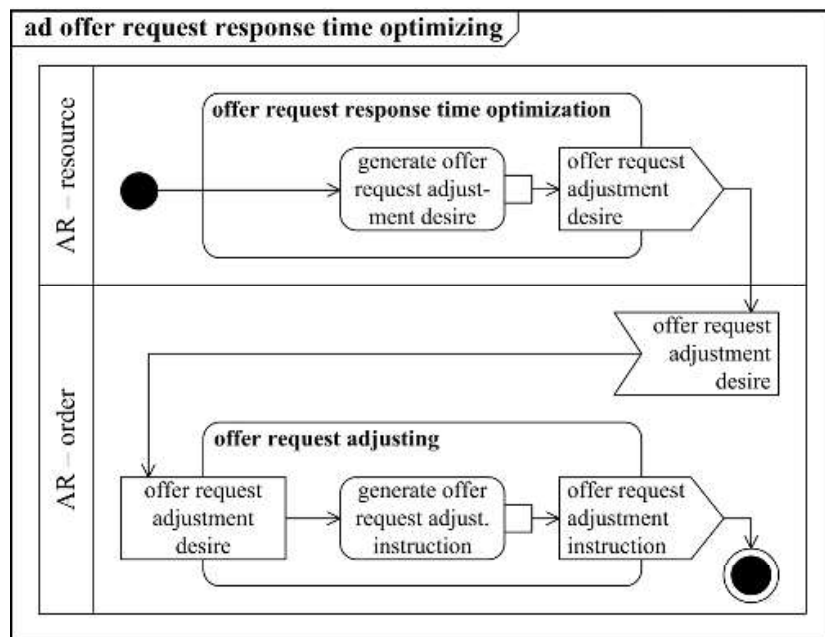 ad offer request response time optimizing
AR – resource
offer request response time optimization
generate offer
request adjust-
ment desire
offer request
adjustment
desire
AR – order
offer request
adjustment
desire
offer request adjusting
offer request
adjustment
desire
generate offer
request adjust.
instruction
offer request
adjustment
instruction